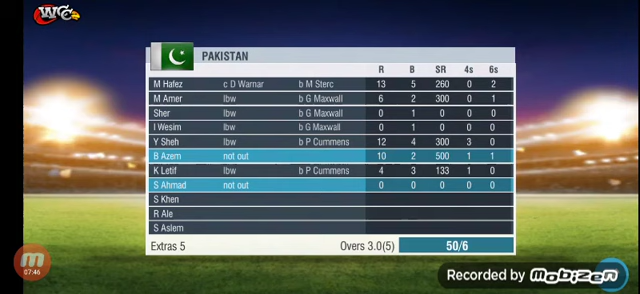 WCC
PAKISTAN
R B SR 4s 6s
M Hafez c D Warnar b M Sterc 13 5 260 0 2
M Amer lbw b G Maxwall 6 2 300 0 1
Sher lbw b G Maxwall 0 1 0 0 0
I Wesim lbw b G Maxwall 0 1 0 0 0
Y Sheh lbw b P Cummens 12 4 300 3 0
B Azem not out 10 2 500 1 1
K Letif lbw b P Cummens 4 3 133 1 0
S Ahmad not out 0 0 0 0 0
S Khen
R Ale
S Aslem
Extras 5 Overs 3.0(5) 50/6
07:46
Recorded by Mobizen